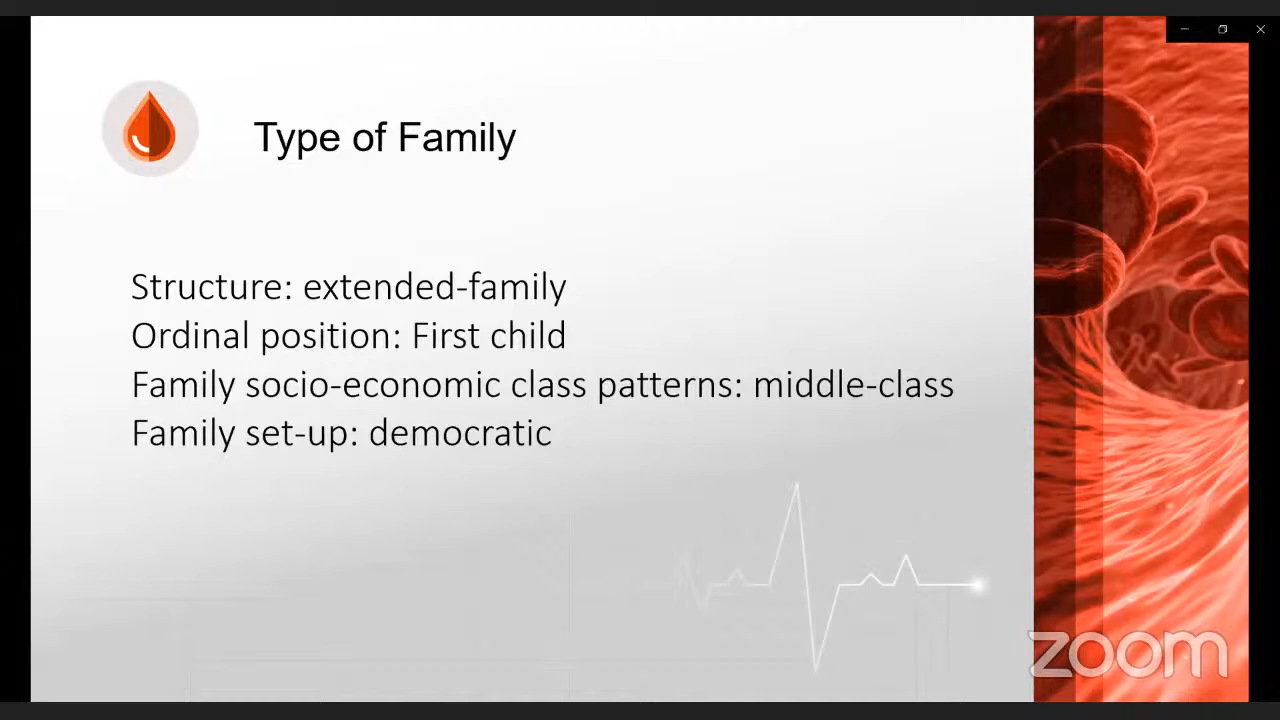 Type of Family
Structure: extended-family
Ordinal position: First child
Family socio-economic class patterns: middle-class
Family set-up: democratic
zoom